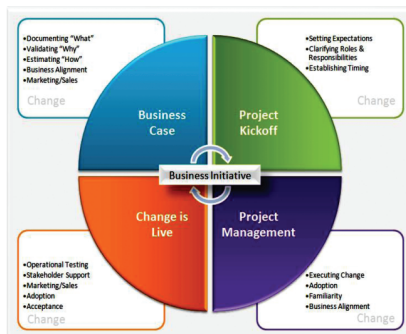 •Documenting "What"
•Validating "Why"
•Estimating "How"
•Business Alignment
•Marketing/Sales
Change
•Setting Expectations
•Clarifying Roles &
Responsibilities
•Establishing Timing
Change
Business
Case
Project
Kickoff
Business Initiative
Change is
Live
Project
Management
•Operational Testing
•Stakeholder Support
•Marketing/Sales
•Adoption
•Acceptance
Change
•Executing Change
•Adoption
•Familiarity
•Business Alignment
Change